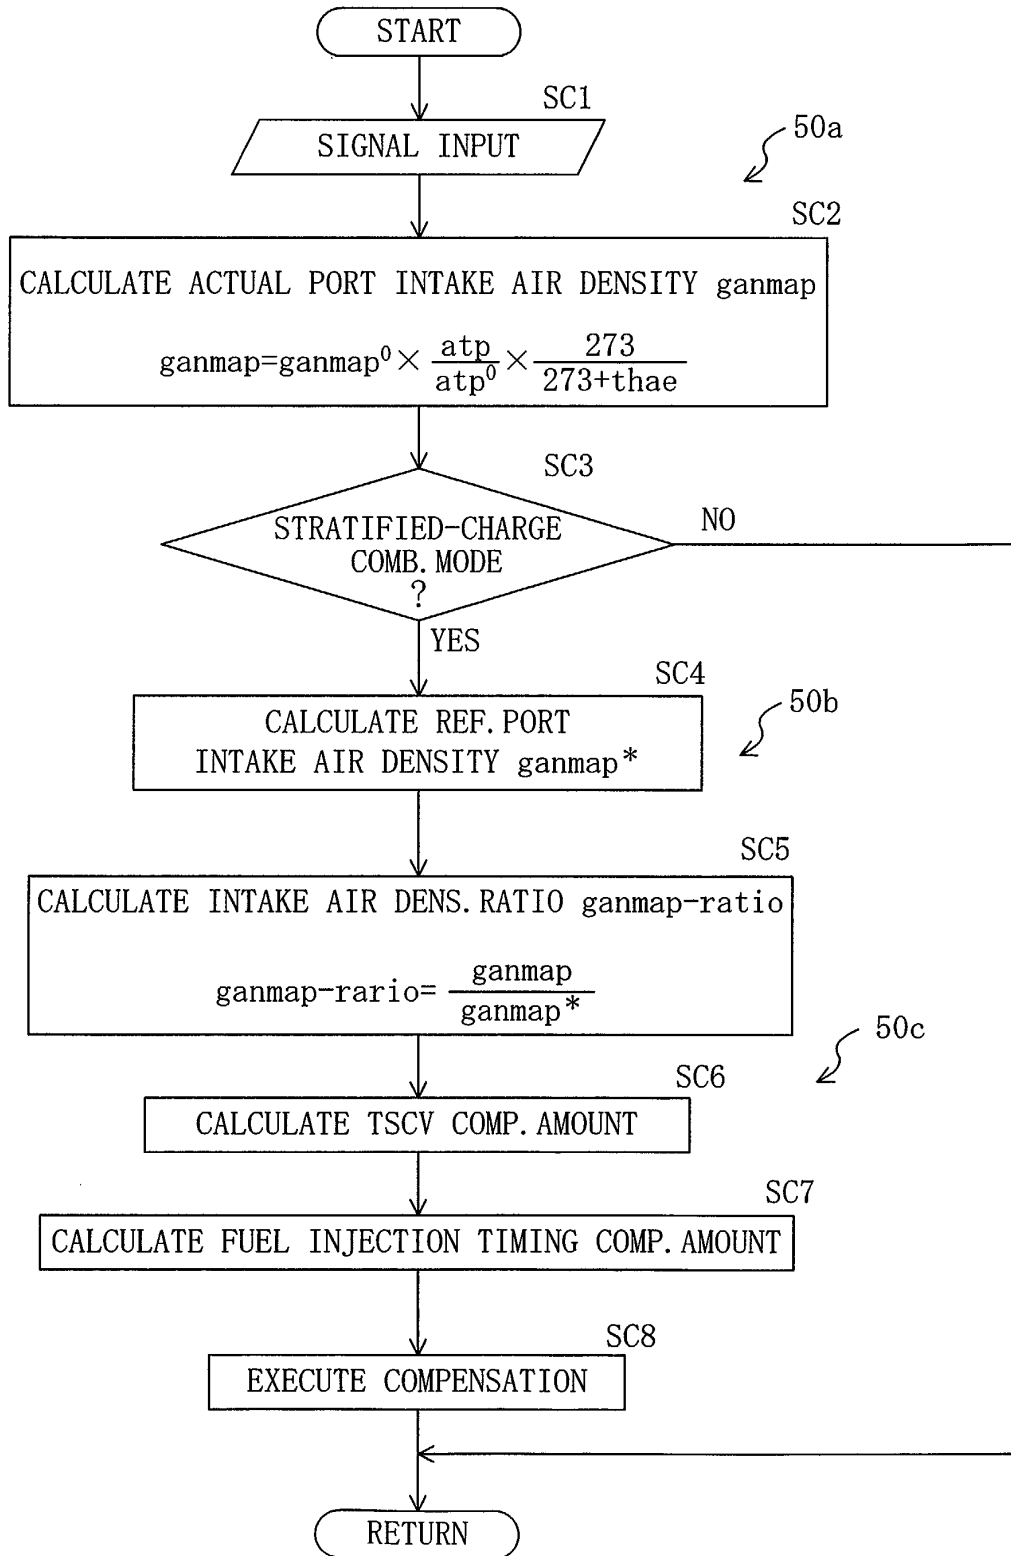 START
SC1
SIGNAL INPUT
50a
SC2
CALCULATE ACTUAL PORT INTAKE AIR DENSITY ganmap
ganmap=ganmap⁰ × atp/atp⁰ × 273/273+thae
SC3
STRATIFIED-CHARGE
COMB. MODE
?
NO
YES
SC4
CALCULATE REF. PORT
INTAKE AIR DENSITY ganmap*
50b
SC5
CALCULATE INTAKE AIR DENS. RATIO ganmap-ratio
ganmap-rario= ganmap/ganmap*
50c
SC6
CALCULATE TSCV COMP. AMOUNT
SC7
CALCULATE FUEL INJECTION TIMING COMP. AMOUNT
SC8
EXECUTE COMPENSATION
RETURN